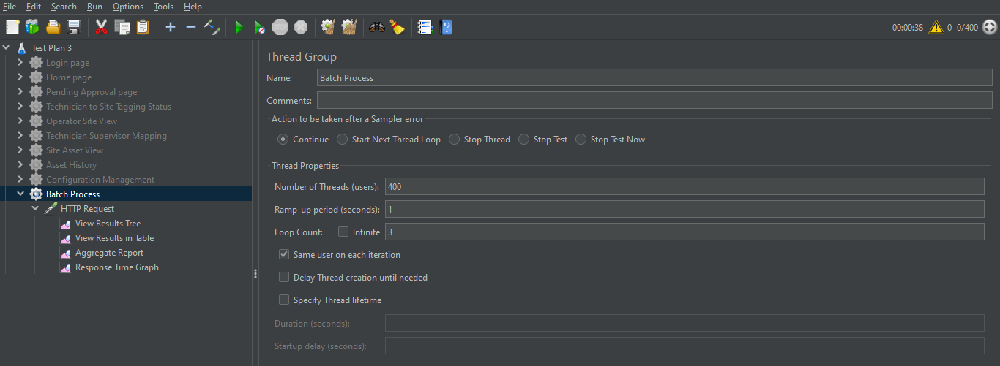 File Edit Search Run Options Tools Help
STOP 00:00:38 0 0/400
Test Plan 3
Login page
Home page
Pending Approval page
Technician to Site Tagging Status
Operator Site View
Technician Supervisor Mapping
Site Asset View
Asset History
Configuration Management
Batch Process
HTTP Request
View Results Tree
View Results in Table
Aggregate Report
Response Time Graph
Thread Group
Name: Batch Process
Comments:
Action to be taken after a Sampler error
Continue Start Next Thread Loop Stop Thread Stop Test Stop Test Now
Thread Properties
Number of Threads (users): 400
Ramp-up period (seconds): 1
Loop Count: Infinite 3
Same user on each iteration
Delay Thread creation until needed
Specify Thread lifetime
Duration (seconds):
Startup delay (seconds):